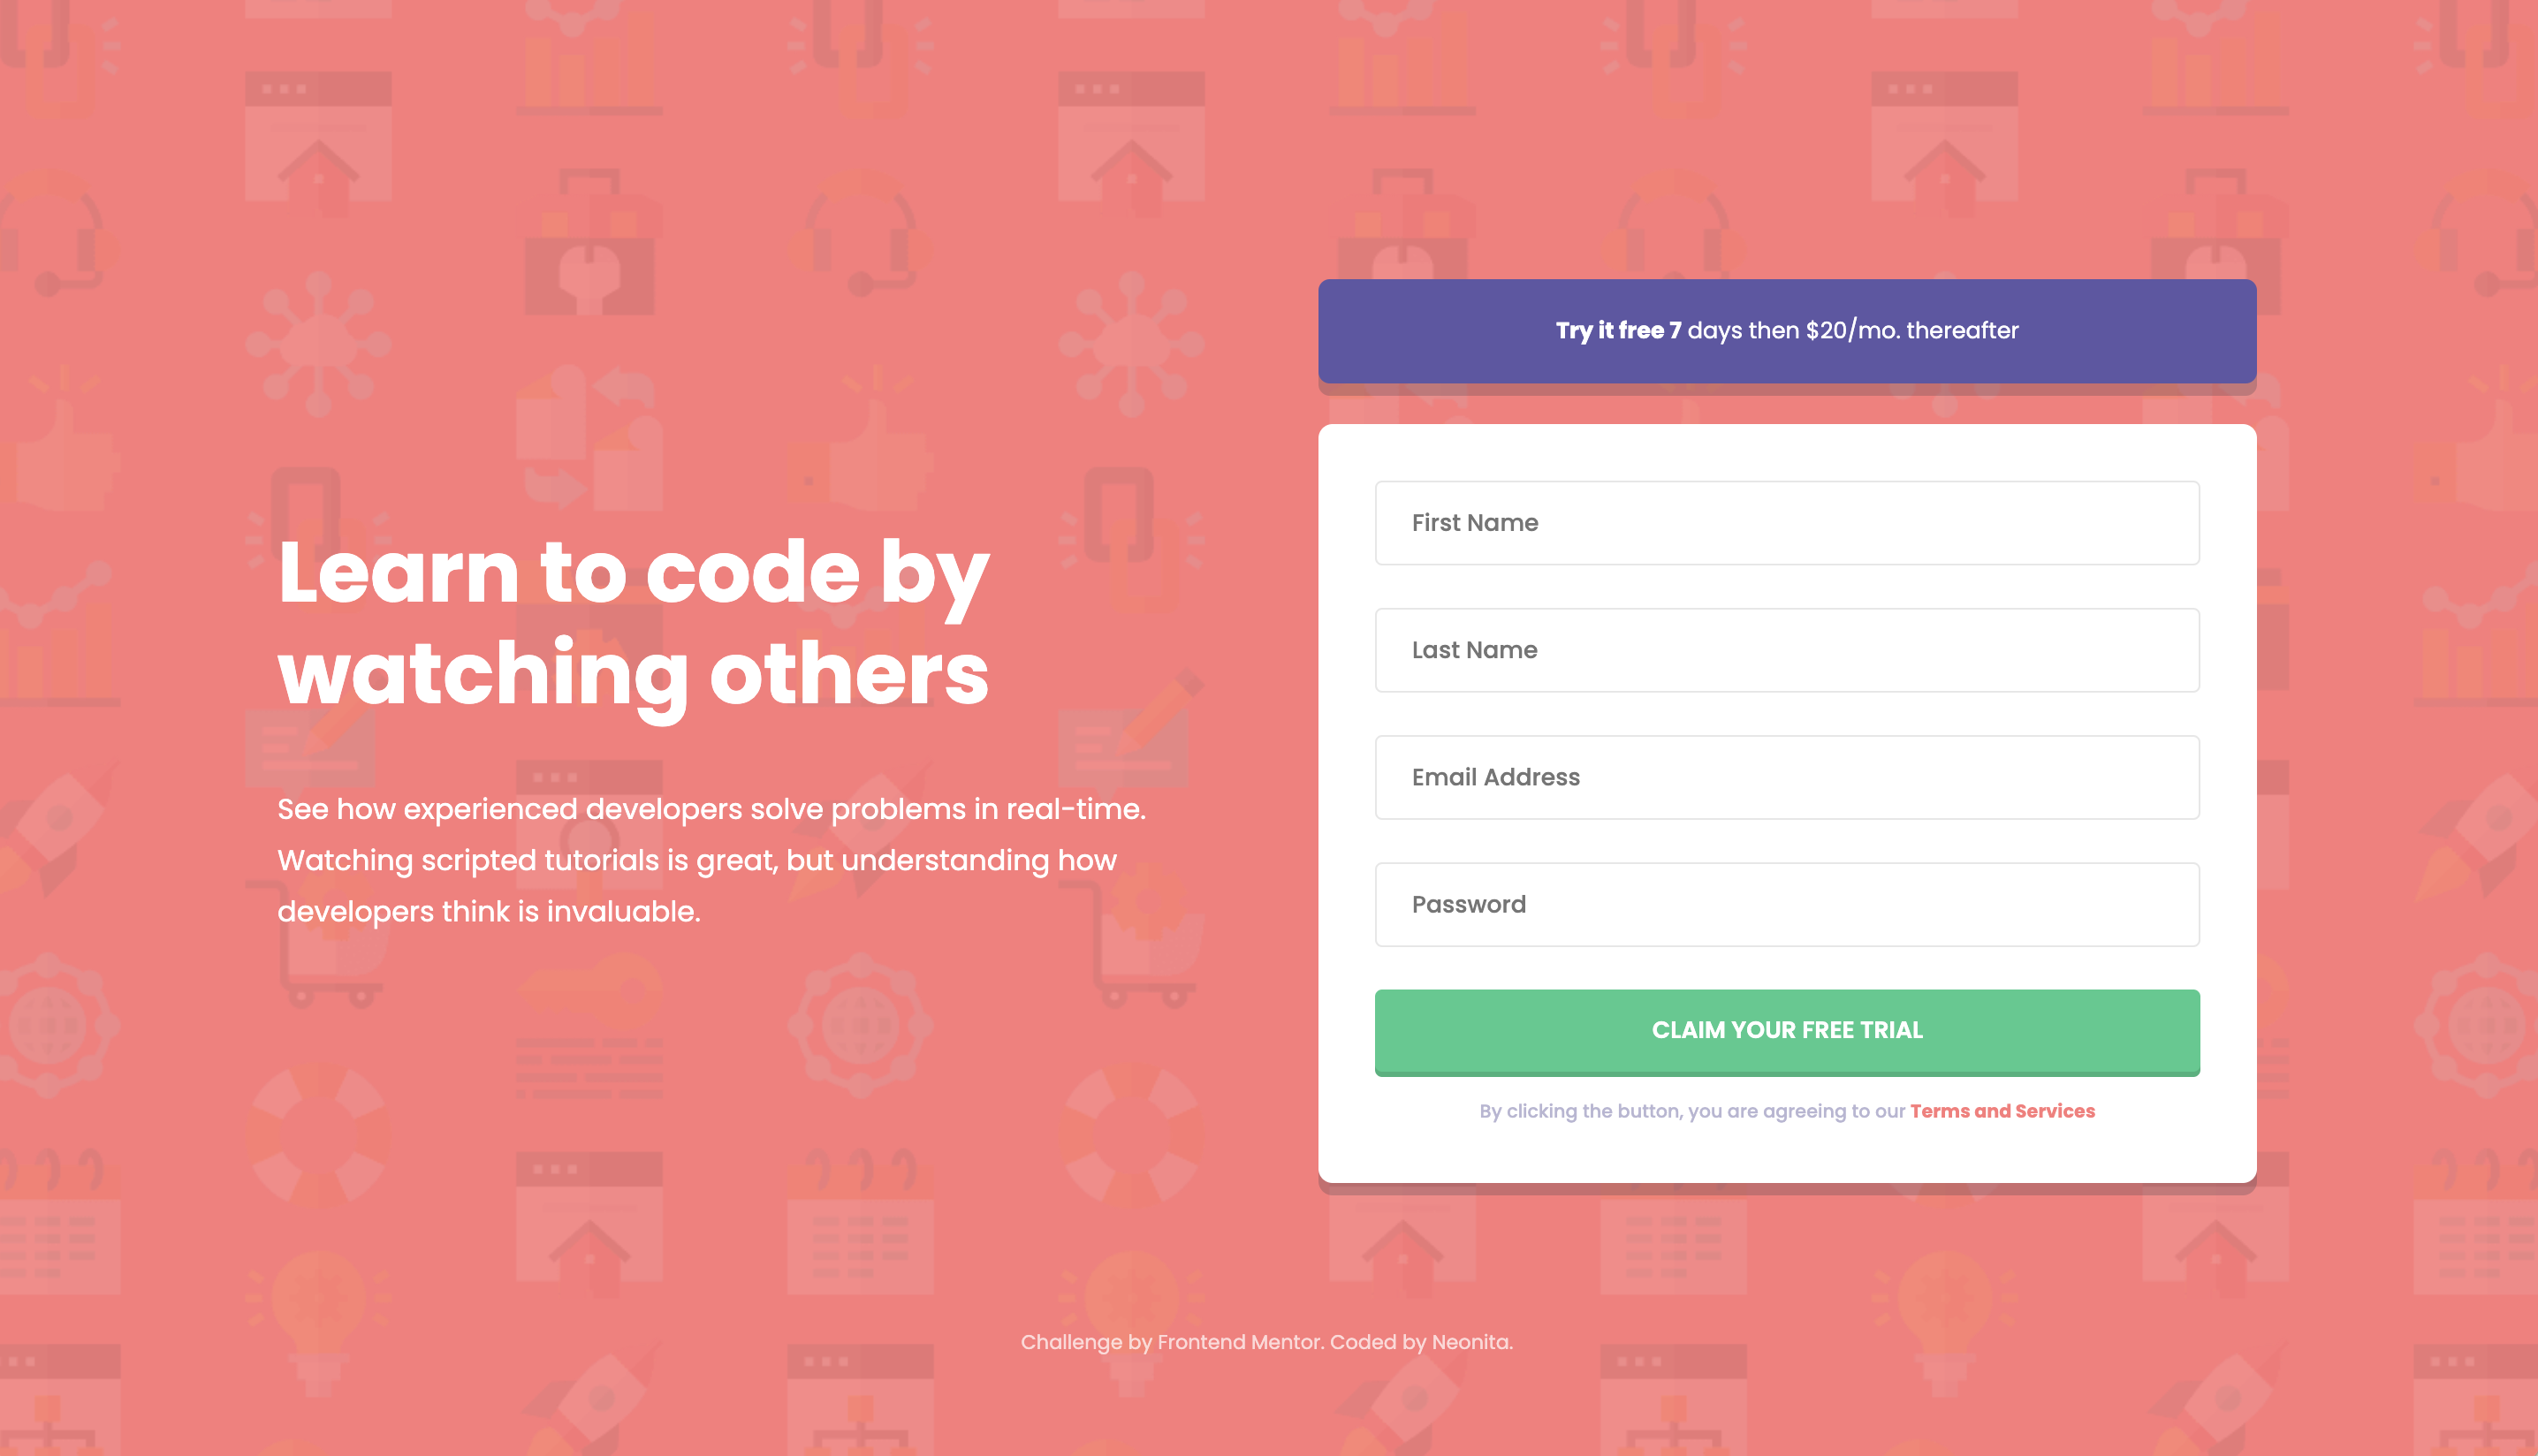 Learn to code by
watching others
See how experienced developers solve problems in real-time.
Watching scripted tutorials is great, but understanding how
developers think is invaluable.
Try it free 7 days then $20/mo. thereafter
First Name
Last Name
Email Address
Password
CLAIM YOUR FREE TRIAL
By clicking the button, you are agreeing to our Terms and Services
Challenge by Frontend Mentor. Coded by Neonita.